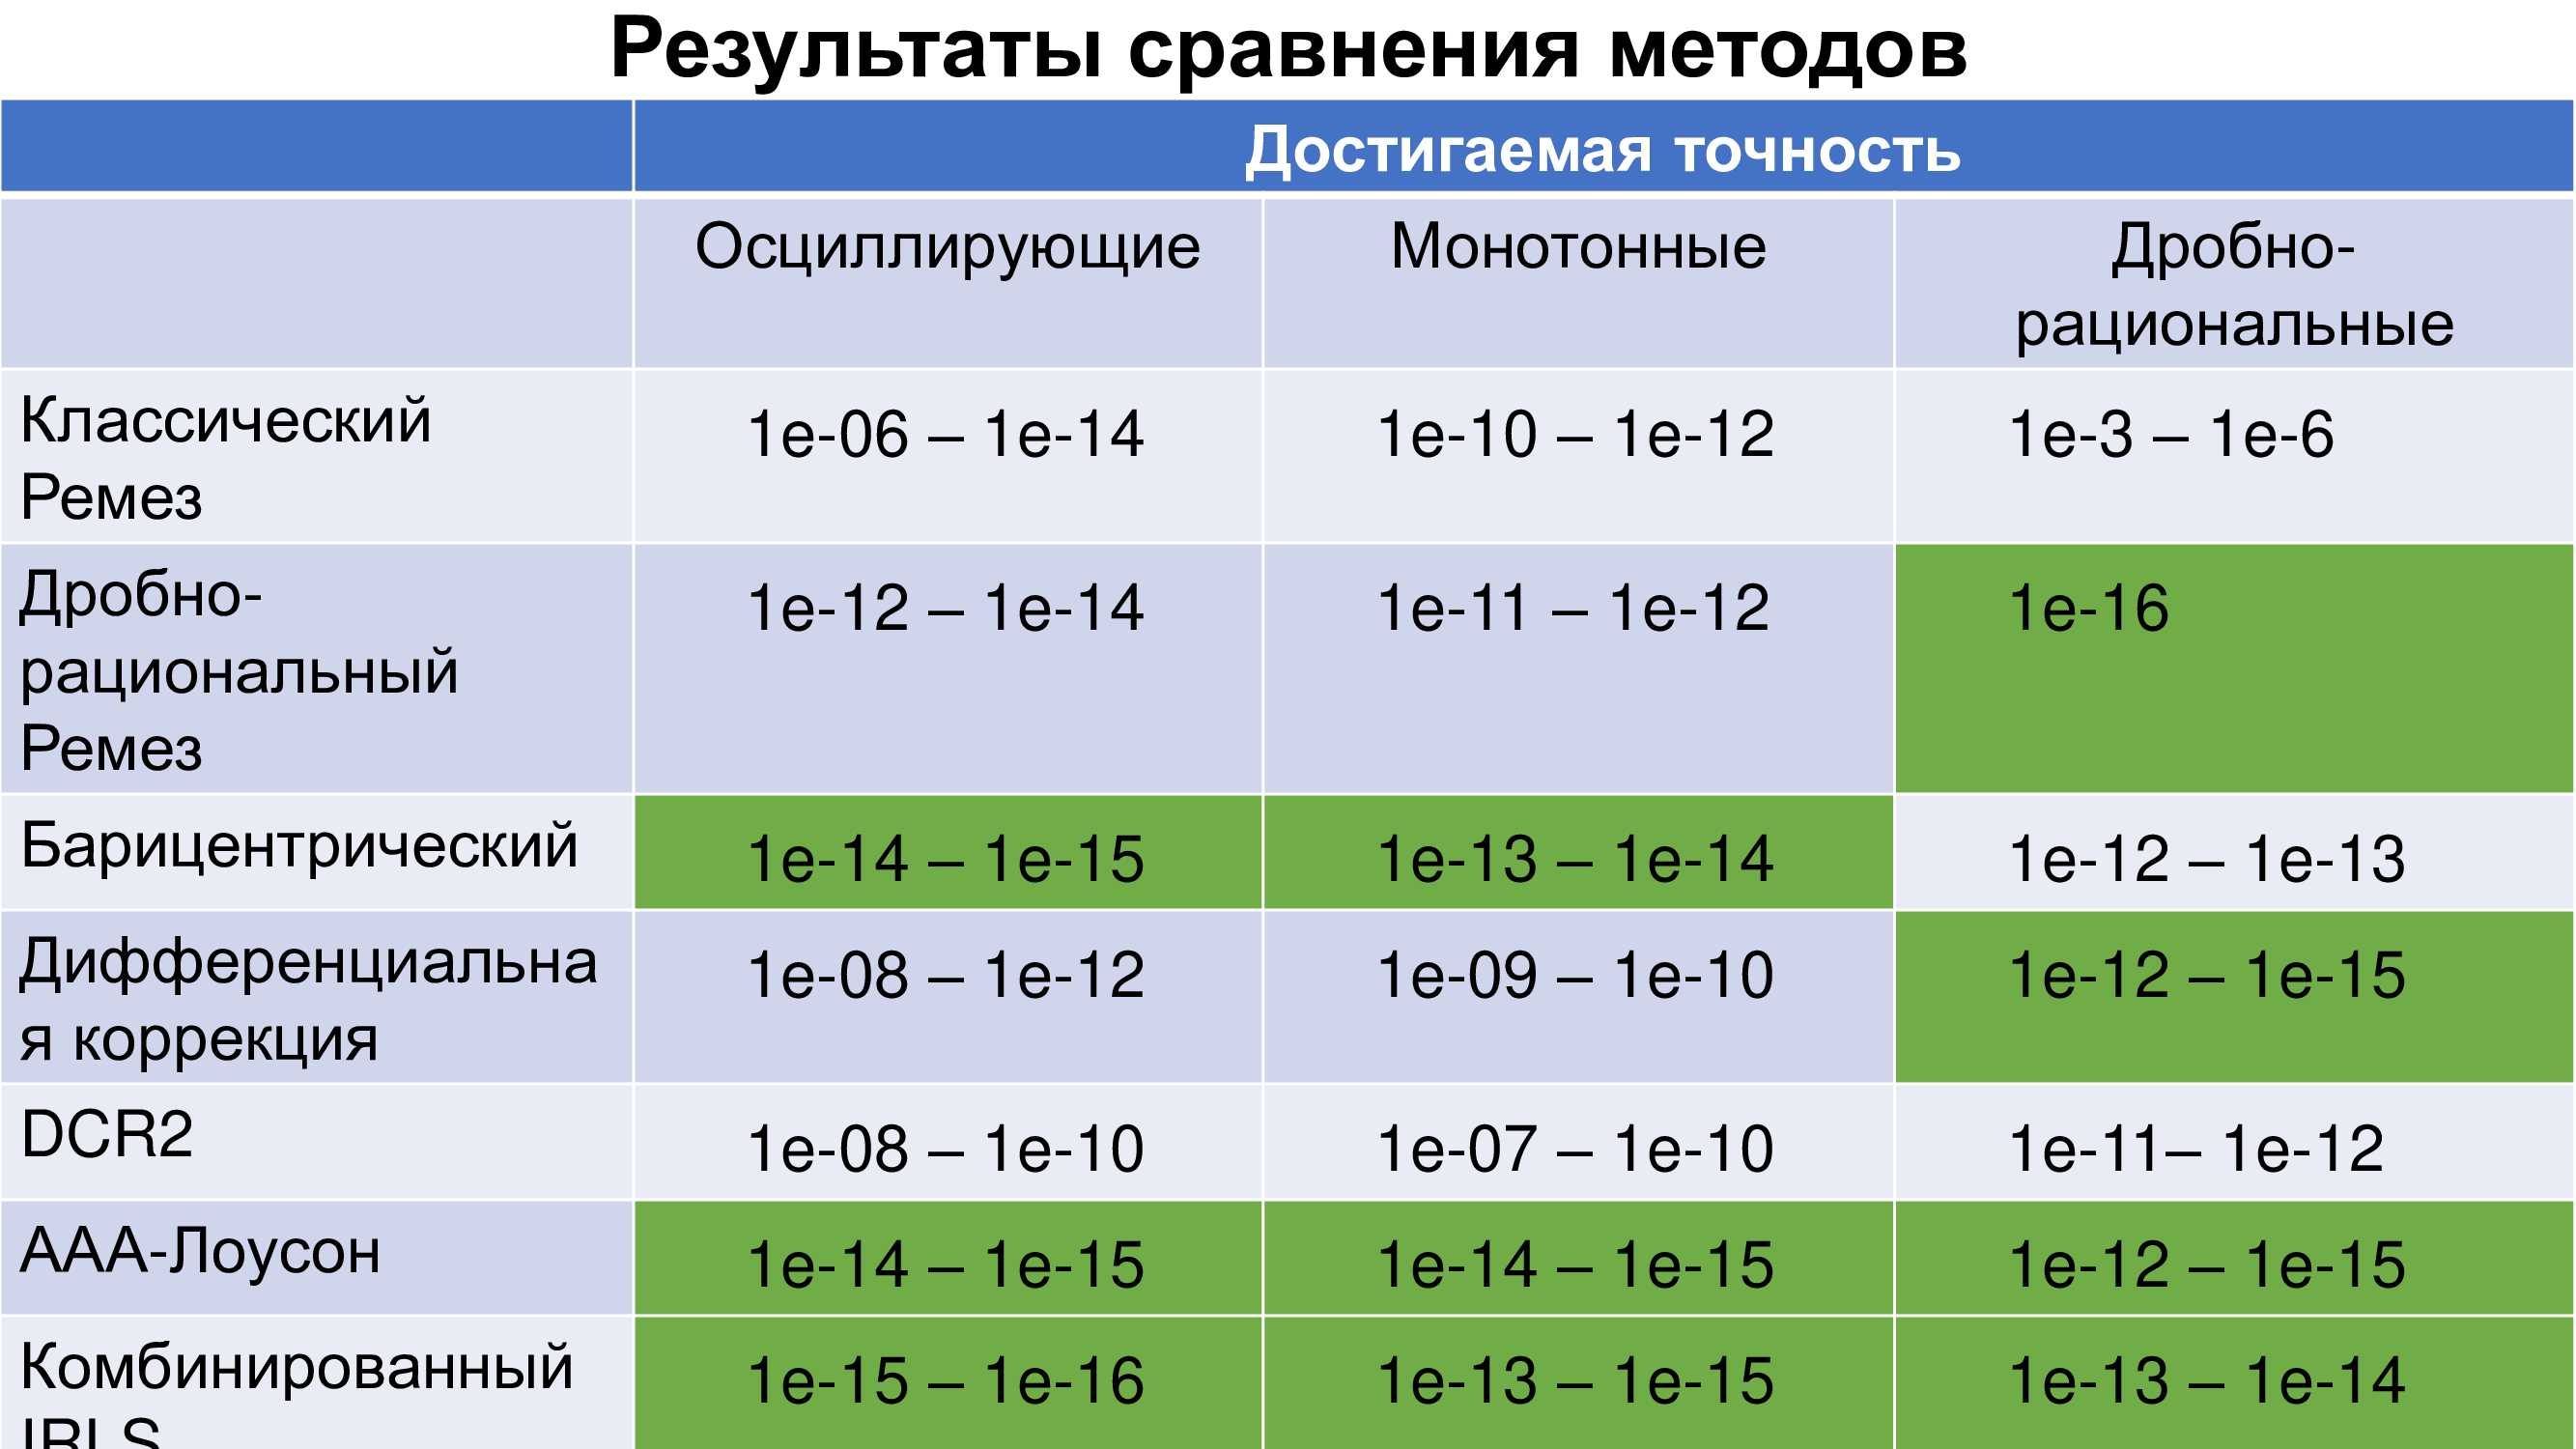 Результаты сравнения методов
Достигаемая точность
Осциллирующие Монотонные Дробно-
рациональные
Классический 1e-06 – 1e-14 1e-10 – 1e-12 1e-3 – 1e-6
Ремез
Дробно- 1e-12 – 1e-14 1e-11 – 1e-12 1e-16
рациональный
Ремез
Барицентрический 1e-14 – 1e-15 1e-13 – 1e-14 1e-12 – 1e-13
Дифференциальна 1e-08 – 1e-12 1e-09 – 1e-10 1e-12 – 1e-15
я коррекция
DCR2 1e-08 – 1e-10 1e-07 – 1e-10 1e-11– 1e-12
ААА-Лоусон 1e-14 – 1e-15 1e-14 – 1e-15 1e-12 – 1e-15
Комбинированный 1e-15 – 1e-16 1e-13 – 1e-15 1e-13 – 1e-14
IRLS